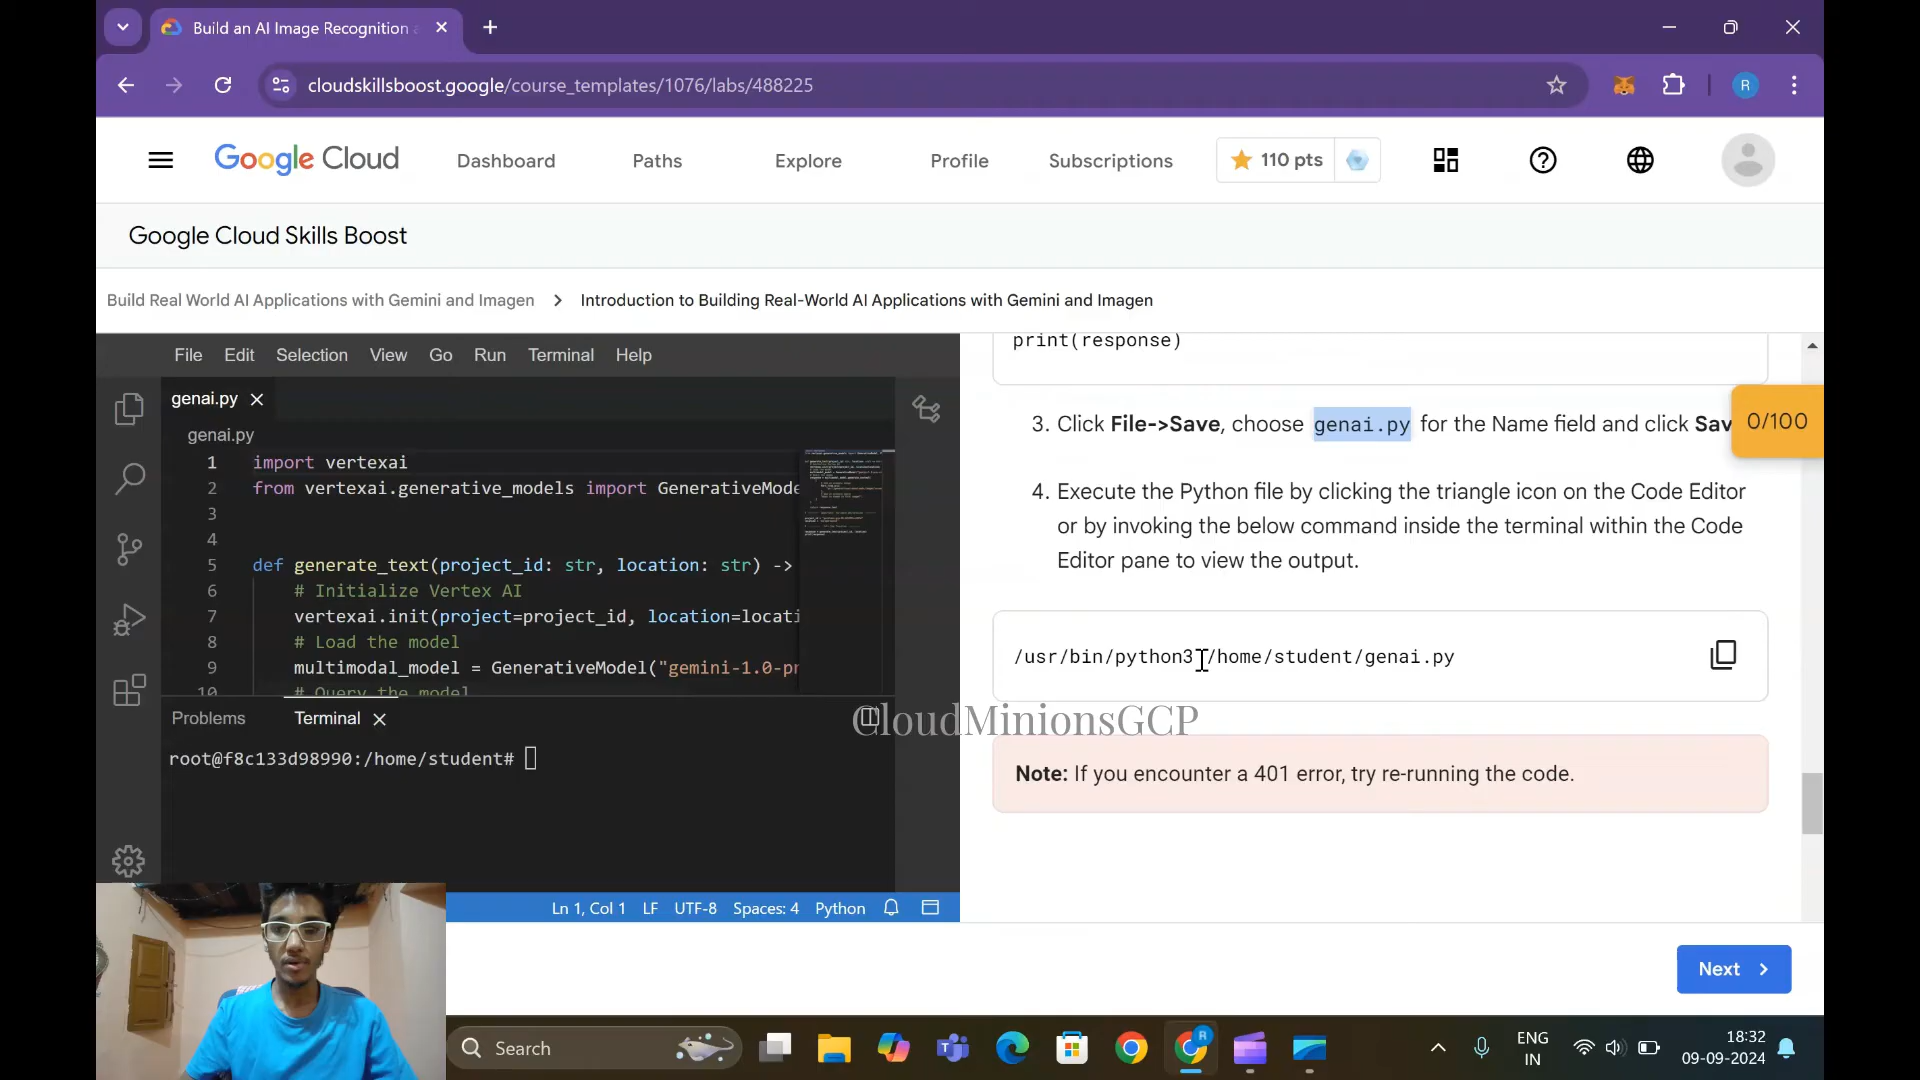 Build an AI Image Recognition
cloudskillsboost.google/course_templates/1076/labs/488225
R
Google Cloud
Dashboard
Paths
Explore
Profile
Subscriptions
110 pts
Google Cloud Skills Boost
Build Real World AI Applications with Gemini and Imagen
Introduction to Building Real-World AI Applications with Gemini and Imagen
File Edit Selection View Go Run Terminal Help
genai.py
genai.py
1 import vertexai
2 from vertexai.generative_models import GenerativeMode
3
4
5 def generate_text(project_id: str, location: str) ->
6 # Initialize Vertex AI
7 vertexai.init(project=project_id, location=locati
8 # Load the model
9 multimodal_model = GenerativeModel("gemini-1.0-pr
10 # Query the model
Problems Terminal
root@f8c133d98990:/home/student#
Ln 1, Col 1 LF UTF-8 Spaces: 4 Python
print(response)
3. Click File->Save, choose genai.py for the Name field and click Sav
0/100
4. Execute the Python file by clicking the triangle icon on the Code Editor
or by invoking the below command inside the terminal within the Code
Editor pane to view the output.
/usr/bin/python3 /home/student/genai.py
CloudMinionsGCP
Note: If you encounter a 401 error, try re-running the code.
Next
Search
R
ENG
IN
18:32
09-09-2024